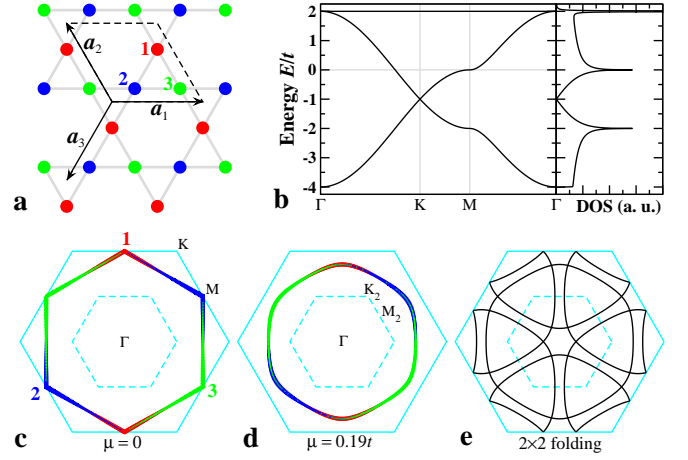 a₂
1
2
3
a₁
a₃
a
Energy E/t
2
1
0
-1
-2
-3
-4
Γ
K
M
Γ
DOS (a. u.)
b
1
K
M
Γ
2
3
c
μ = 0
K₂
M₂
Γ
d
μ = 0.19t
e
2×2 folding